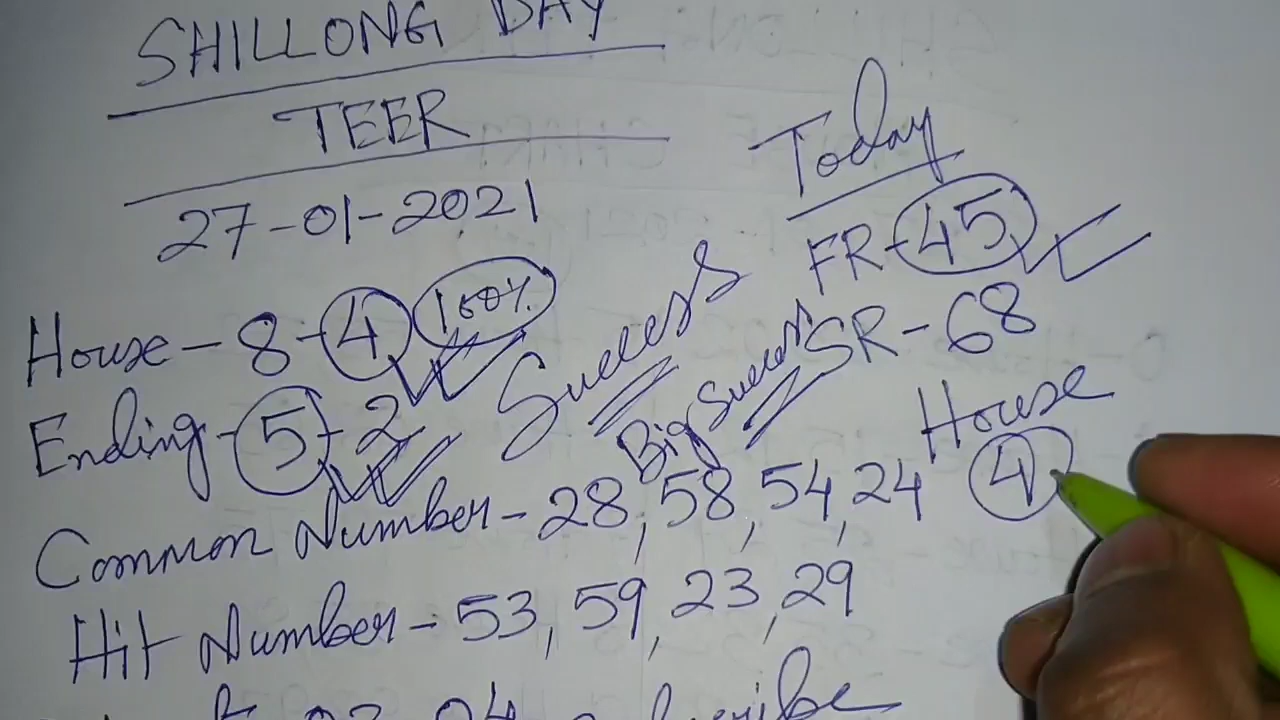 SHILLONG DAY
TEER
27-01-2021
Today
FR-45
SR-68
House
4
House-8-4 100%
Ending-5-2
Success
Big Success
Common Number-28, 58, 54, 24
Hit Number-53, 59, 23, 29